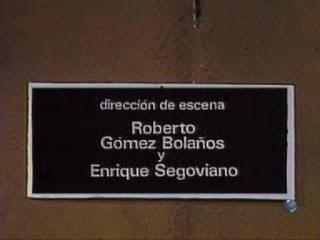 dirección de escena
Roberto
Gómez Bolaños
y
Enrique Segoviano